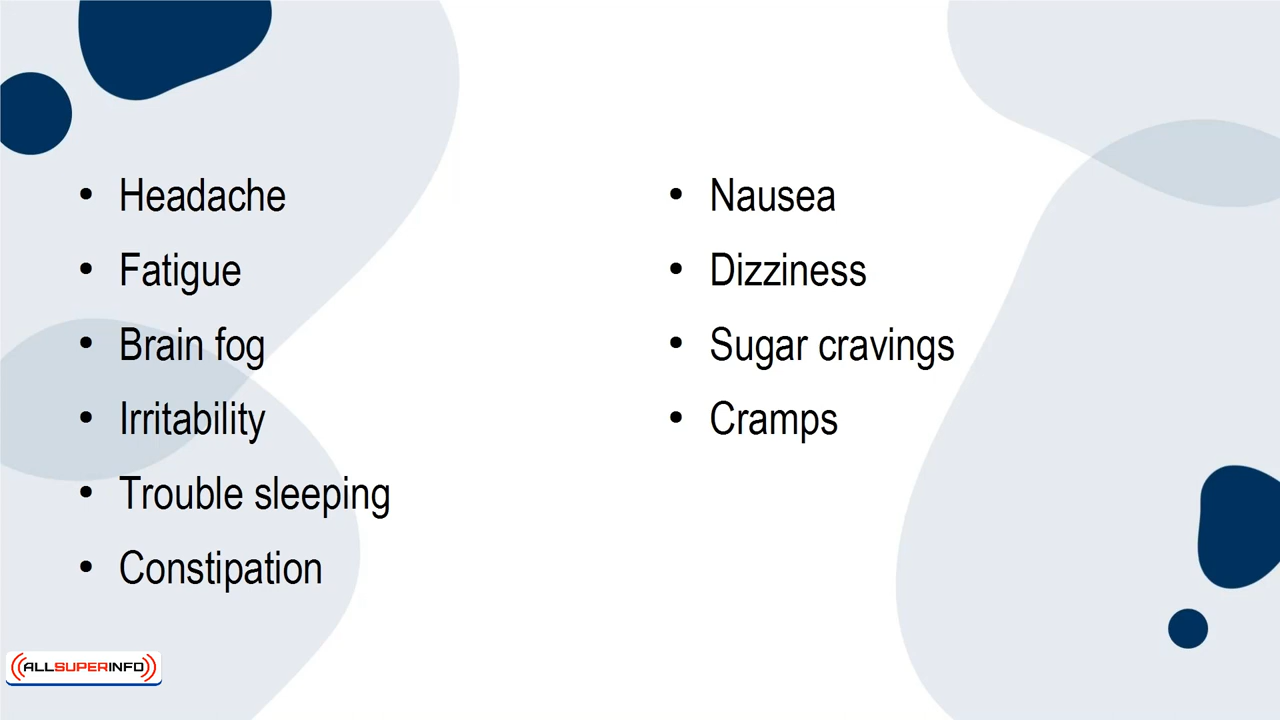 • Headache
• Fatigue
• Brain fog
• Irritability
• Trouble sleeping
• Constipation
• Nausea
• Dizziness
• Sugar cravings
• Cramps
ALLSUPERINFO